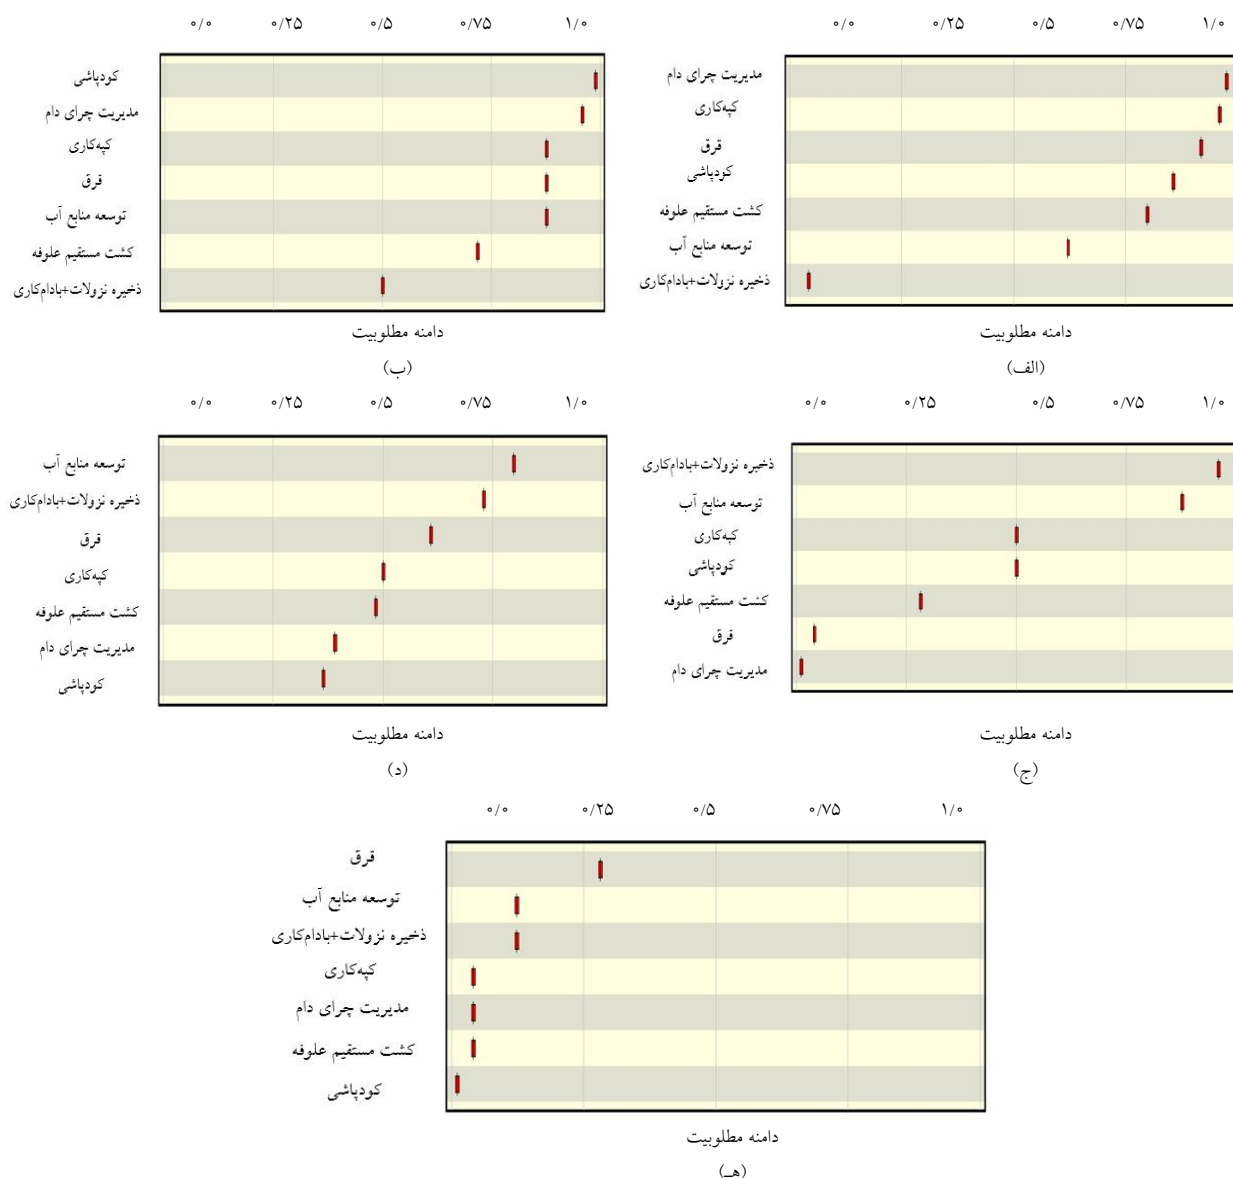 ۰/۰ ۰/۲۵ ۰/۵ ۰/۷۵ ۱/۰
مدیریت چرای دام
کپه‌کاری
قرق
کودپاشی
کشت مستقیم علوفه
توسعه منابع آب
ذخیره نزولات+بادام‌کاری
دامنه مطلوبیت
(الف)
۰/۰ ۰/۲۵ ۰/۵ ۰/۷۵ ۱/۰
کودپاشی
مدیریت چرای دام
کپه‌کاری
قرق
توسعه منابع آب
کشت مستقیم علوفه
ذخیره نزولات+بادام‌کاری
دامنه مطلوبیت
(ب)
۰/۰ ۰/۲۵ ۰/۵ ۰/۷۵ ۱/۰
ذخیره نزولات+بادام‌کاری
توسعه منابع آب
کپه‌کاری
کودپاشی
کشت مستقیم علوفه
قرق
مدیریت چرای دام
دامنه مطلوبیت
(ج)
۰/۰ ۰/۲۵ ۰/۵ ۰/۷۵ ۱/۰
توسعه منابع آب
ذخیره نزولات+بادام‌کاری
قرق
کپه‌کاری
کشت مستقیم علوفه
مدیریت چرای دام
کودپاشی
دامنه مطلوبیت
(د)
۰/۰ ۰/۲۵ ۰/۵ ۰/۷۵ ۱/۰
قرق
توسعه منابع آب
ذخیره نزولات+بادام‌کاری
کپه‌کاری
مدیریت چرای دام
کشت مستقیم علوفه
کودپاشی
دامنه مطلوبیت
(هـ)